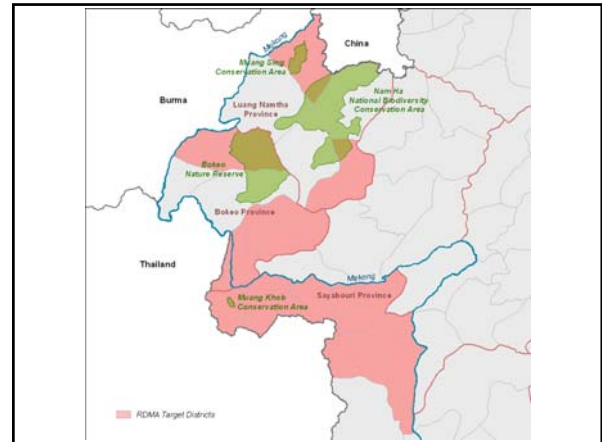 Mekong
China
Muang Sing
Conservation Area
Burma
Nam Ha
National Biodiversity
Conservation Area
Luang Namtha
Province
Bokeo
Nature Reserve
Bokeo Province
Thailand
Mekong
Sayabouri Province
Muang Khob
Conservation Area
RDMA Target Districts